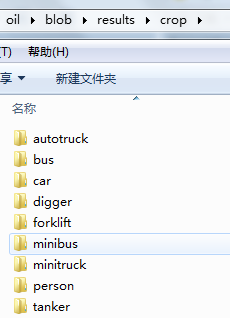 oil ▸ blob ▸ results ▸ crop ▸
(T) 帮助(H)
享 新建文件夹
名称
autotruck
bus
car
digger
forklift
minibus
minitruck
person
tanker